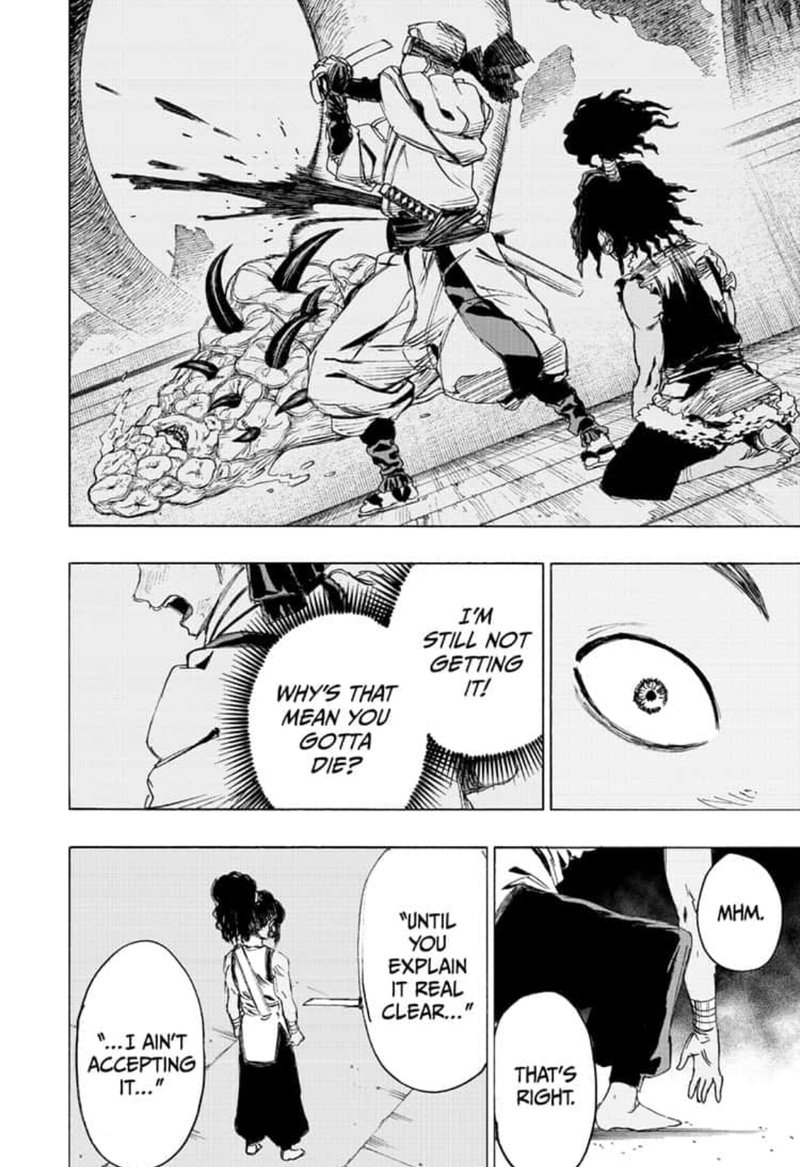 I'M
STILL NOT
GETTING
IT!
WHY'S THAT
MEAN YOU
GOTTA
DIE?
MHM.
THAT'S
RIGHT.
"UNTIL
YOU
EXPLAIN
IT REAL
CLEAR..."
"...I AIN'T
ACCEPTING
IT..."